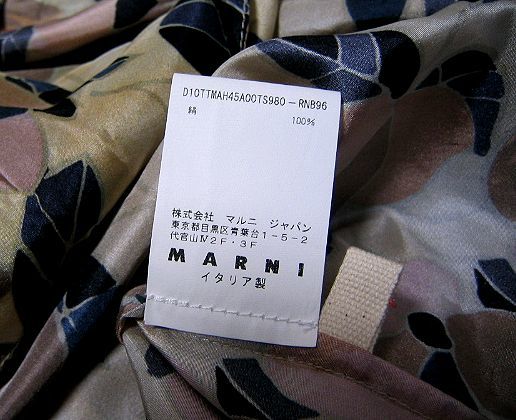 D10TTMAH45A00TS980-RNB96
絹 100%
株式会社 マルニ ジャパン
東京都目黒区青葉台1-5-2
代官山Ⅳ2F・3F
MARNI
イタリア製